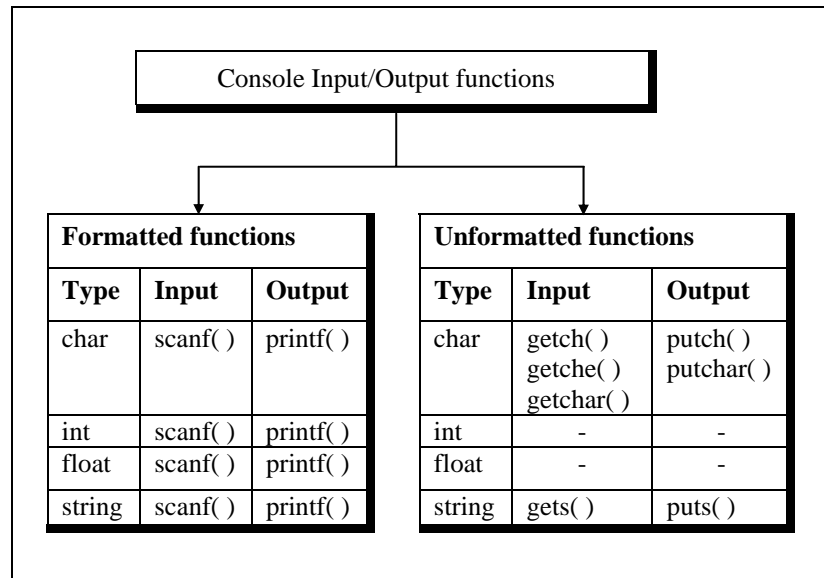 Console Input/Output functions
Formatted functions
Type Input Output
char scanf( ) printf( )
int scanf( ) printf( )
float scanf( ) printf( )
string scanf( ) printf( )
Unformatted functions
Type Input Output
char getch( ) putch( )
getche( ) putchar( )
getchar( )
int - -
float - -
string gets( ) puts( )